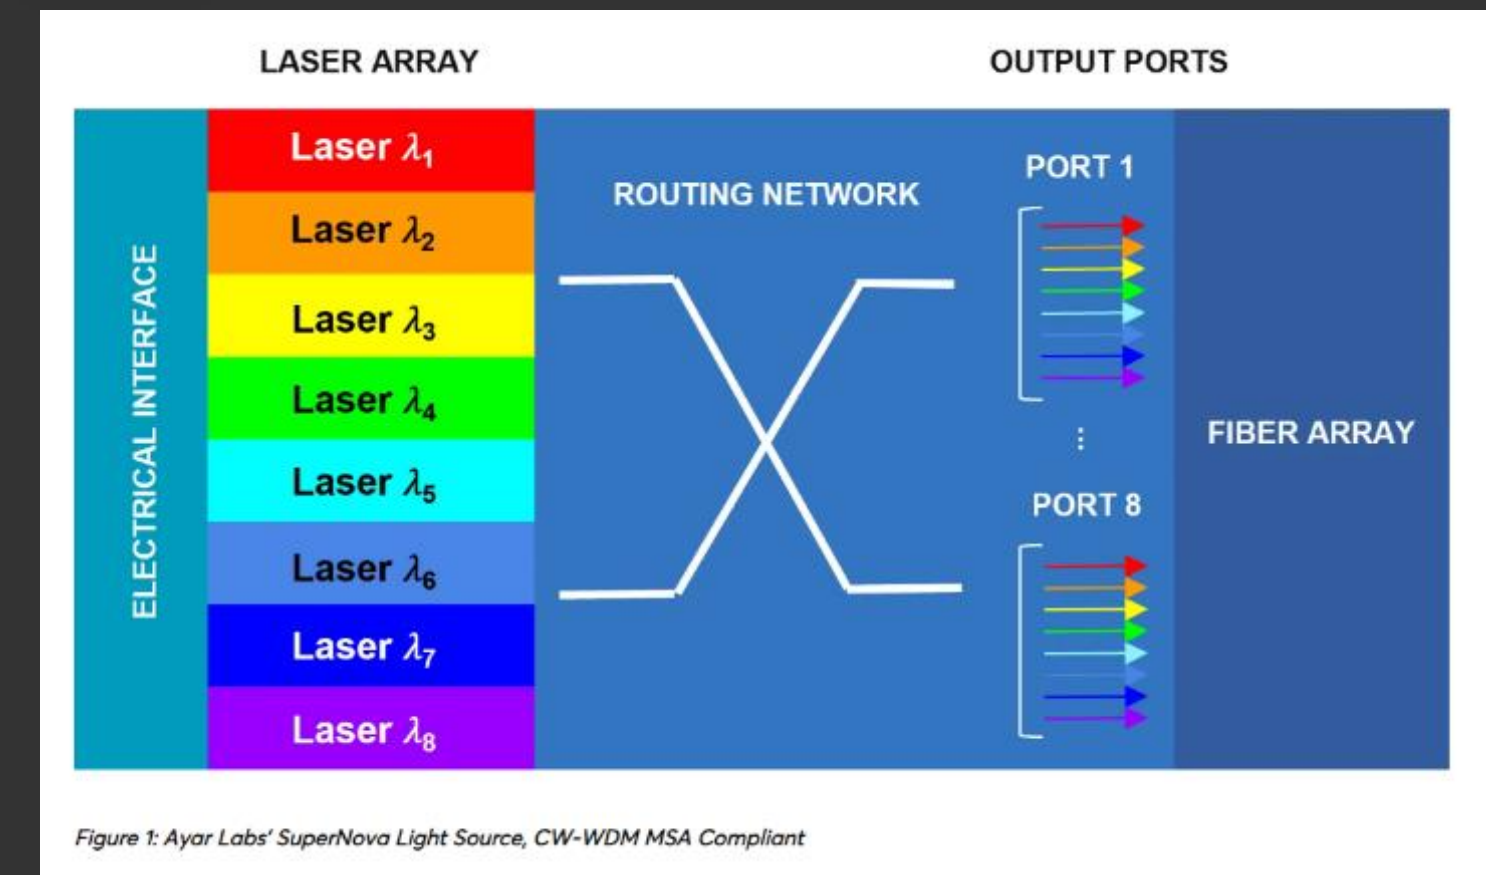 LASER ARRAY
OUTPUT PORTS
ELECTRICAL INTERFACE
Laser λ1
Laser λ2
Laser λ3
Laser λ4
Laser λ5
Laser λ6
Laser λ7
Laser λ8
ROUTING NETWORK
PORT 1
⋮
PORT 8
FIBER ARRAY
Figure 1: Ayar Labs' SuperNova Light Source, CW-WDM MSA Compliant